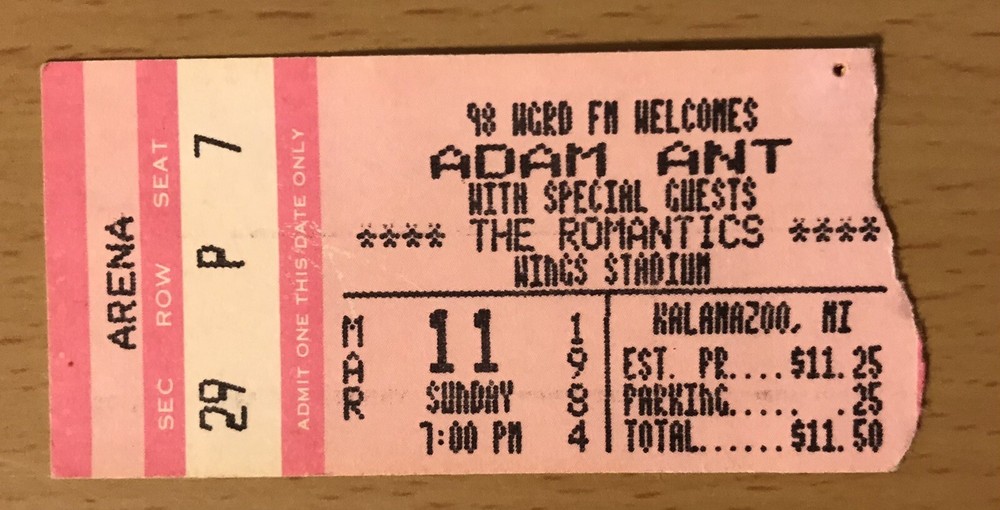 ARENA
SEC ROW SEAT
29 P 7
ADMIT ONE THIS DATE ONLY
98 WGRD FM WELCOMES
ADAM ANT
WITH SPECIAL GUESTS
**** THE ROMANTICS ****
WINGS STADIUM
MAR
11
SUNDAY
7:00 PM
1984
KALAMAZOO, MI
EST. PR....$11.25
PARKING...... .25
TOTAL......$11.50